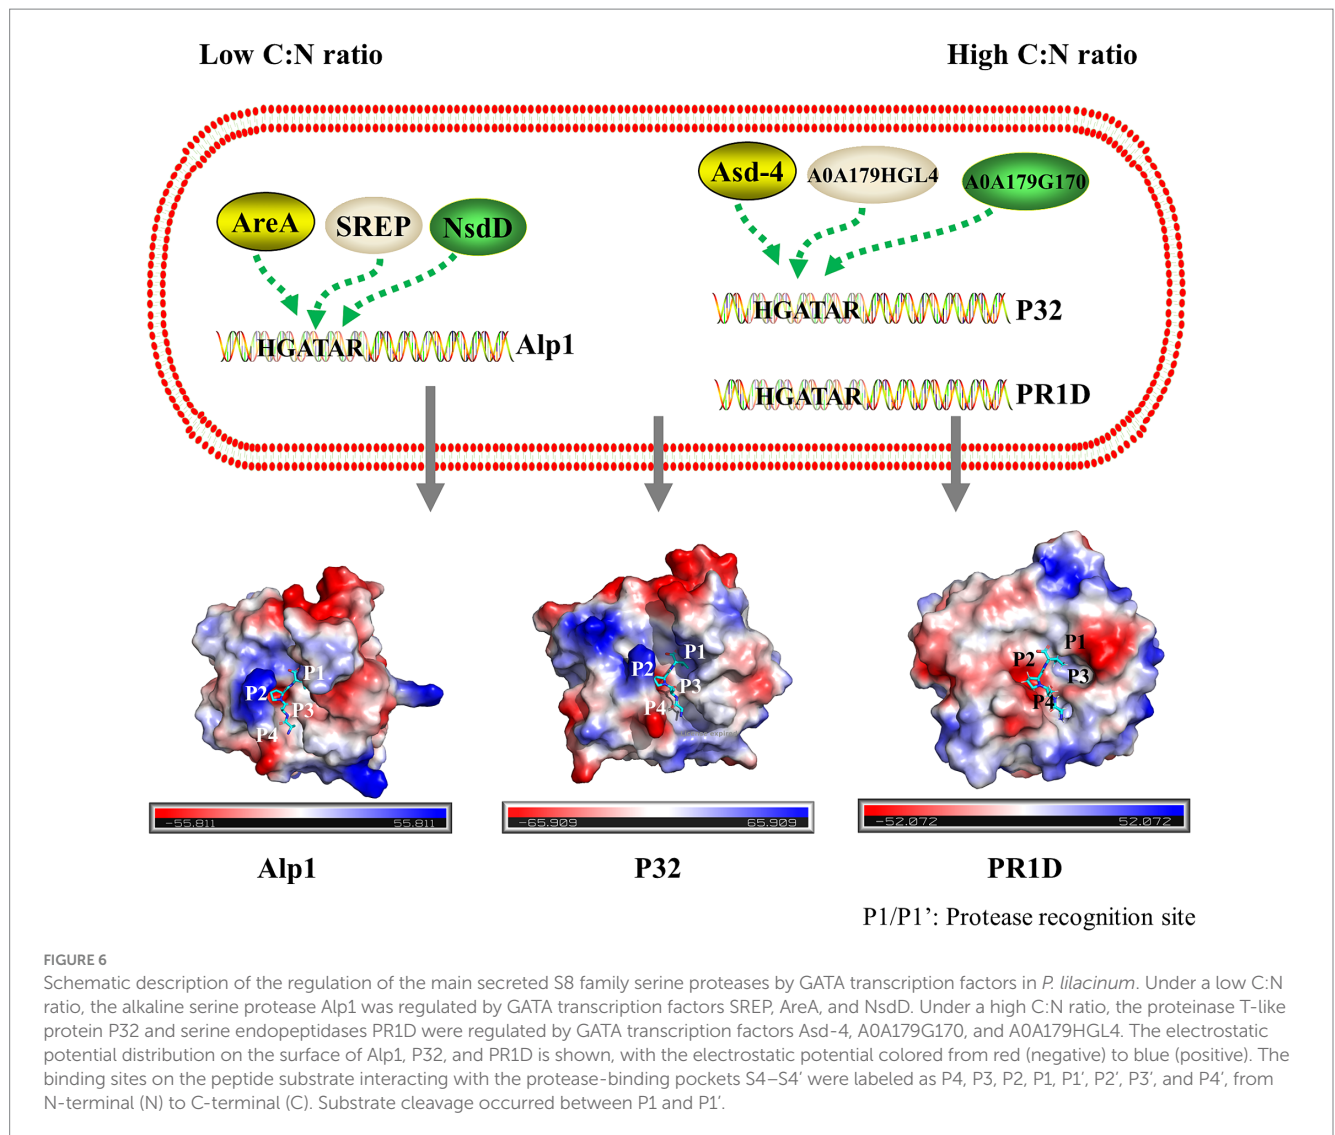 Low C:N ratio
High C:N ratio
Asd-4
A0A179HGL4
A0A179G170
AreA
SREP
NsdD
HGATAR
P32
HGATAR
Alp1
HGATAR
PR1D
P1
P2
P3
P4
P1
P2
P3
P4
P1
P2
P3
P4
-55.811
55.811
-65.909
65.909
-52.072
52.072
Alp1
P32
PR1D
P1/P1’: Protease recognition site
FIGURE 6
Schematic description of the regulation of the main secreted S8 family serine proteases by GATA transcription factors in P. lilacinum. Under a low C:N
ratio, the alkaline serine protease Alp1 was regulated by GATA transcription factors SREP, AreA, and NsdD. Under a high C:N ratio, the proteinase T-like
protein P32 and serine endopeptidases PR1D were regulated by GATA transcription factors Asd-4, A0A179G170, and A0A179HGL4. The electrostatic
potential distribution on the surface of Alp1, P32, and PR1D is shown, with the electrostatic potential colored from red (negative) to blue (positive). The
binding sites on the peptide substrate interacting with the protease-binding pockets S4–S4′ were labeled as P4, P3, P2, P1, P1′, P2′, P3′, and P4′, from
N-terminal (N) to C-terminal (C). Substrate cleavage occurred between P1 and P1′.